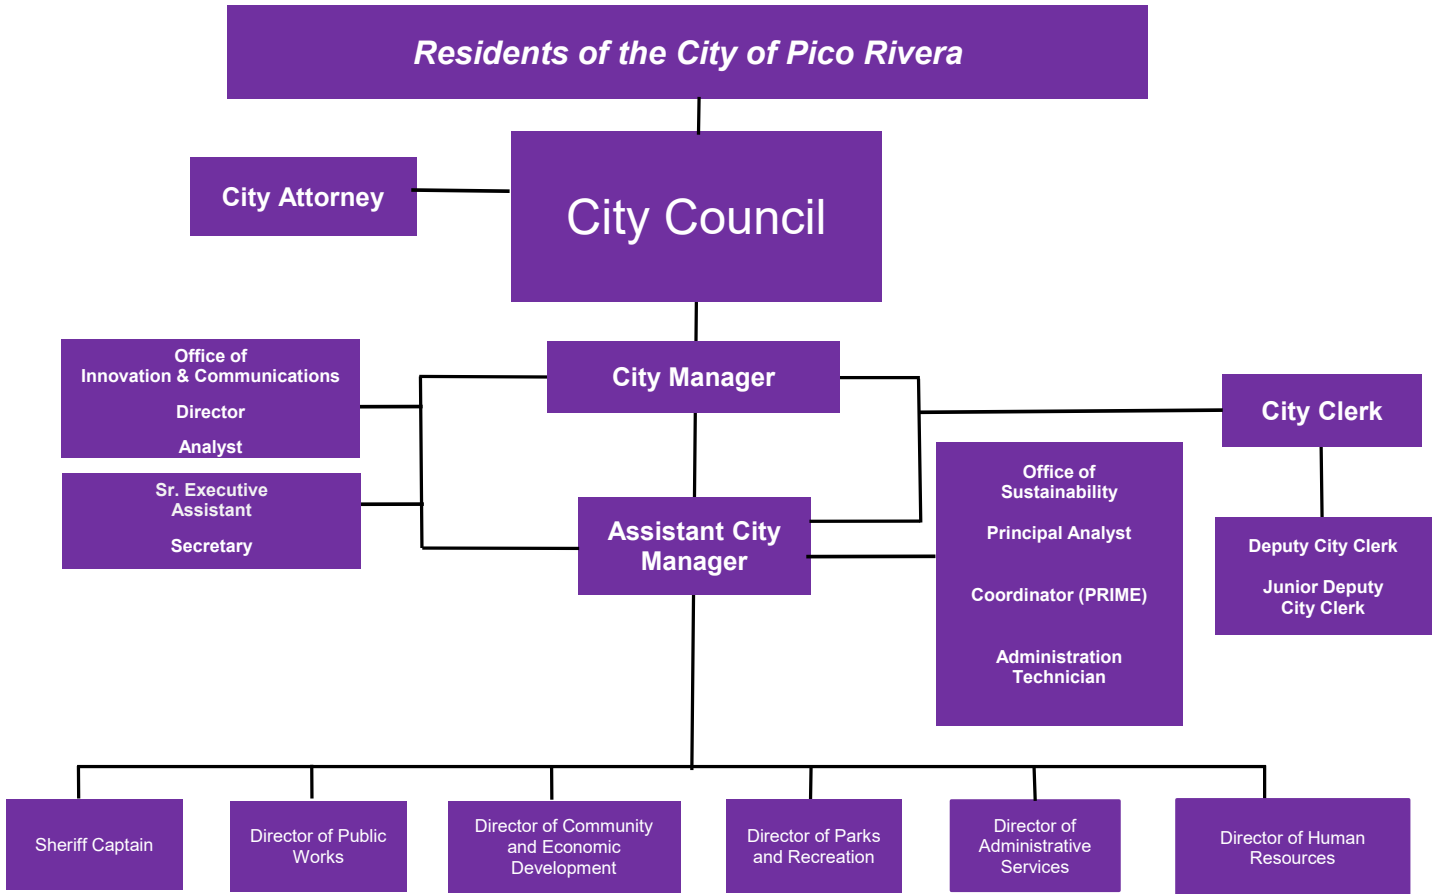 Residents of the City of Pico Rivera
City Attorney
City Council
Office of
Innovation & Communications
Director
Analyst
City Manager
City Clerk
Sr. Executive
Assistant
Secretary
Assistant City
Manager
Office of
Sustainability
Principal Analyst
Coordinator (PRIME)
Administration
Technician
Deputy City Clerk
Junior Deputy
City Clerk
Sheriff Captain
Director of Public
Works
Director of Community
and Economic
Development
Director of Parks
and Recreation
Director of
Administrative
Services
Director of Human
Resources